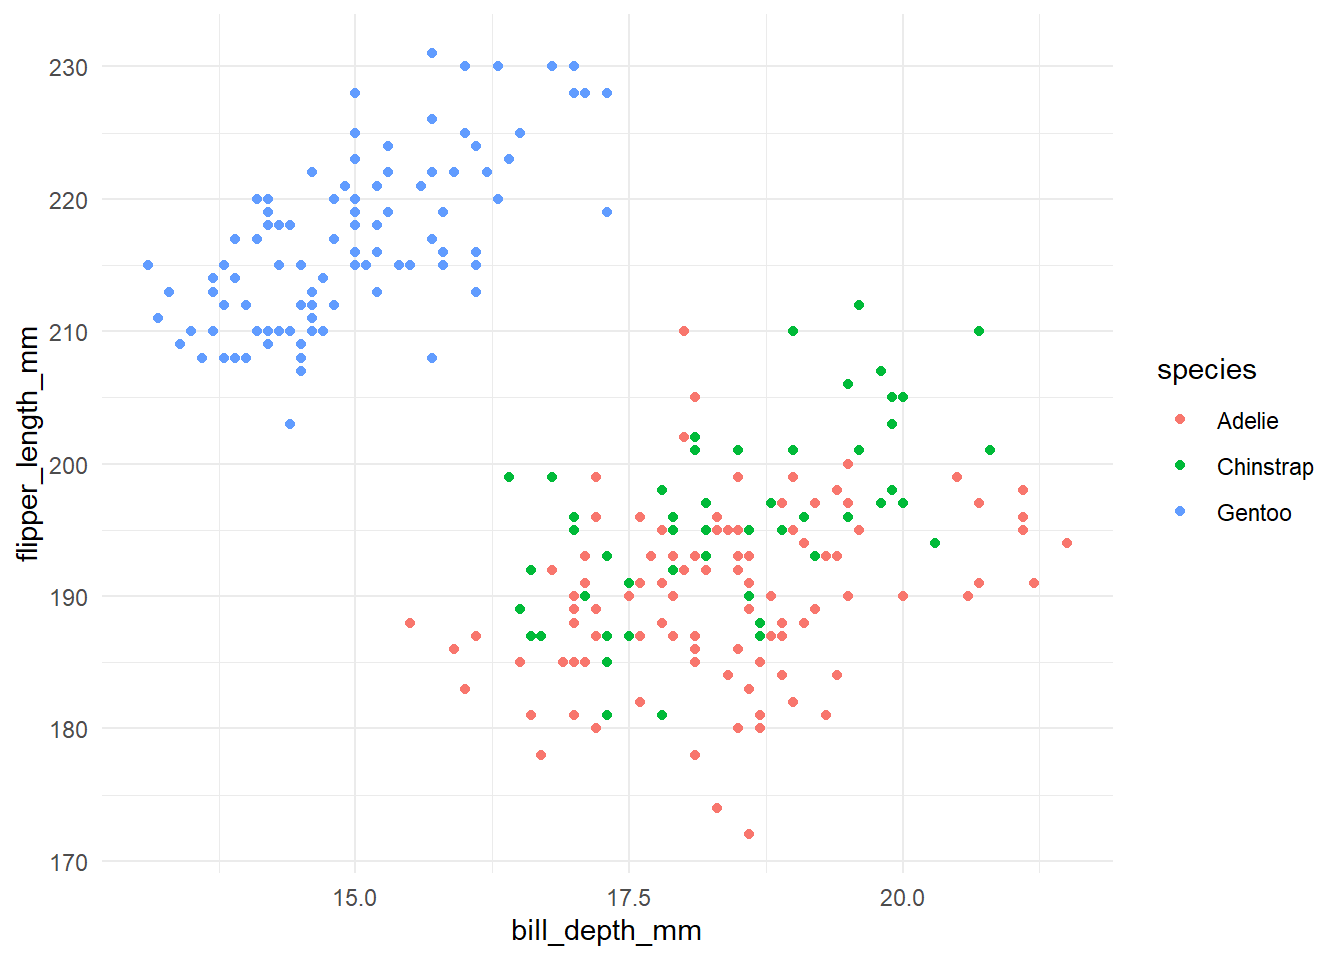 230
220
210
200
190
180
170
flipper_length_mm
15.0
17.5
20.0
bill_depth_mm
species
Adelie
Chinstrap
Gentoo